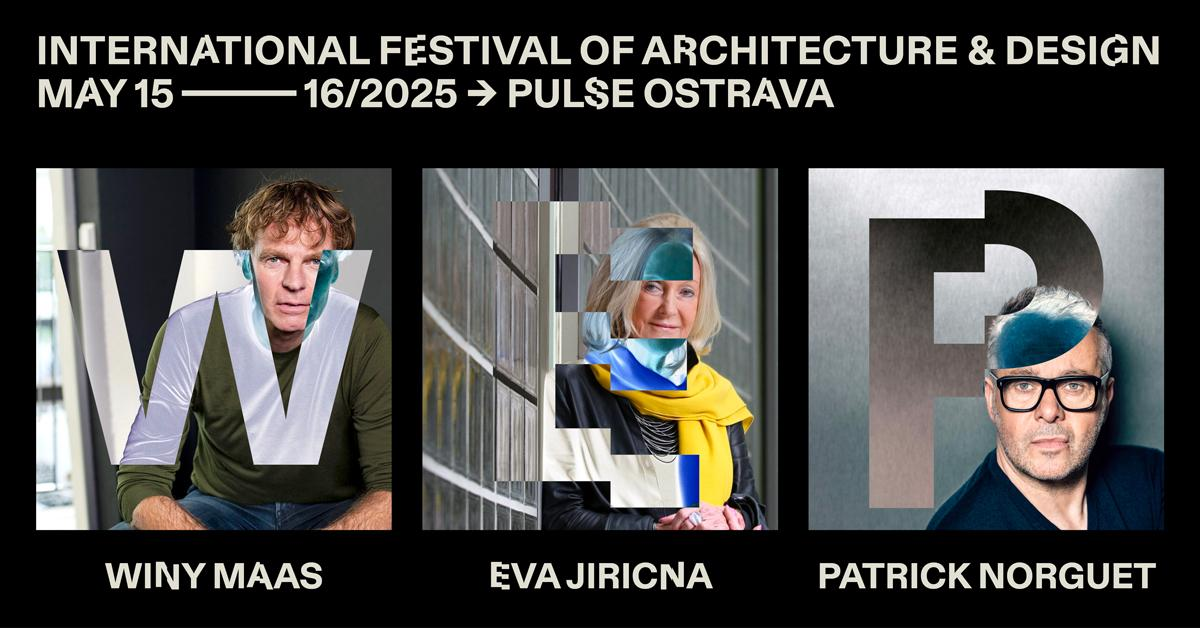 INTERNATIONAL FESTIVAL OF ARCHITECTURE & DESIGN
MAY 15 —— 16/2025 → PULSE OSTRAVA
W
E
P
WINY MAAS
EVA JIRICNA
PATRICK NORGUET